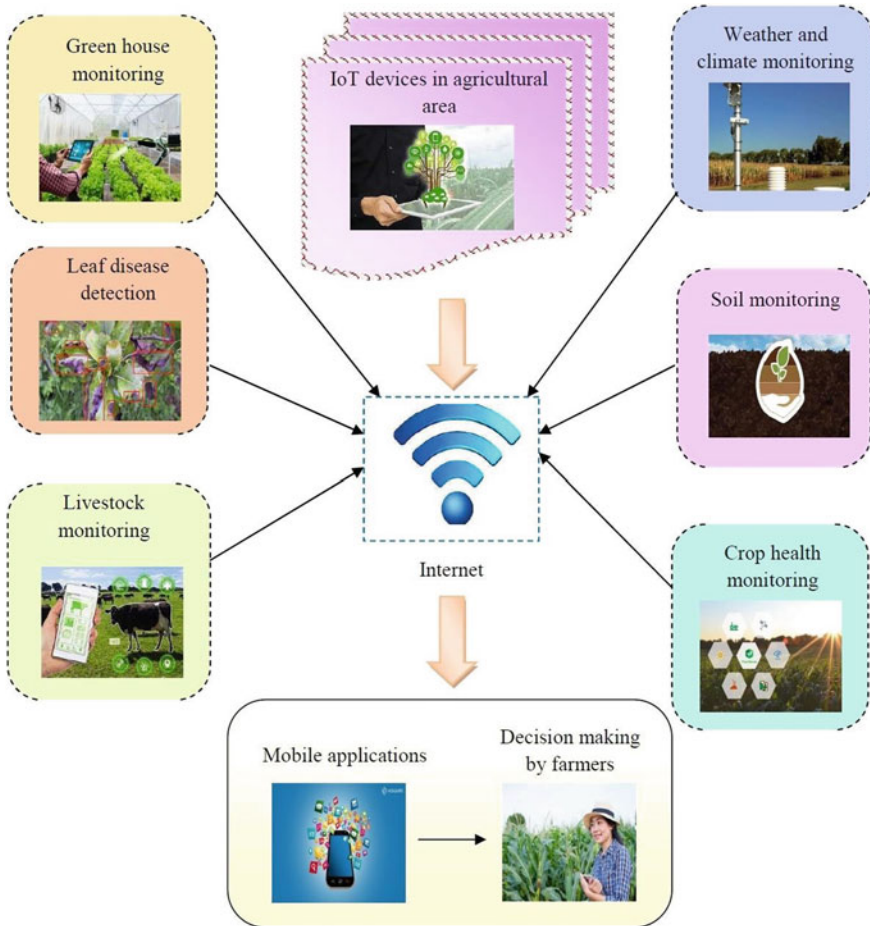 Green house
monitoring
IoT devices in agricultural
area
Weather and
climate monitoring
Leaf disease
detection
Soil monitoring
Livestock
monitoring
Internet
Crop health
monitoring
Mobile applications
Decision making
by farmers